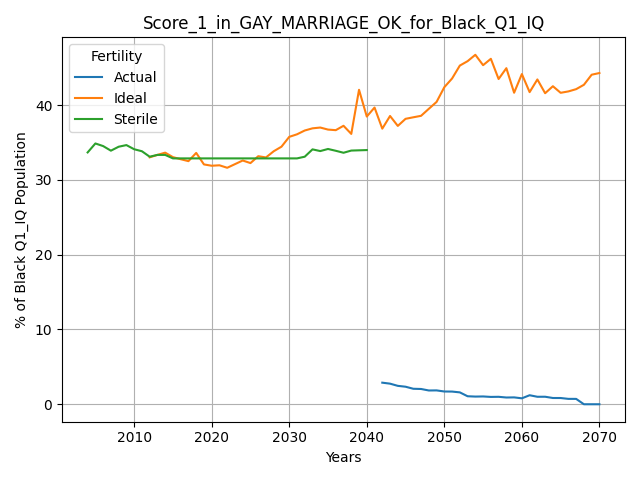 Score_1_in_GAY_MARRIAGE_OK_for_Black_Q1_IQ
Fertility
Actual
Ideal
Sterile
% of Black Q1_IQ Population
40
30
20
10
0
2010 2020 2030 2040 2050 2060 2070
Years